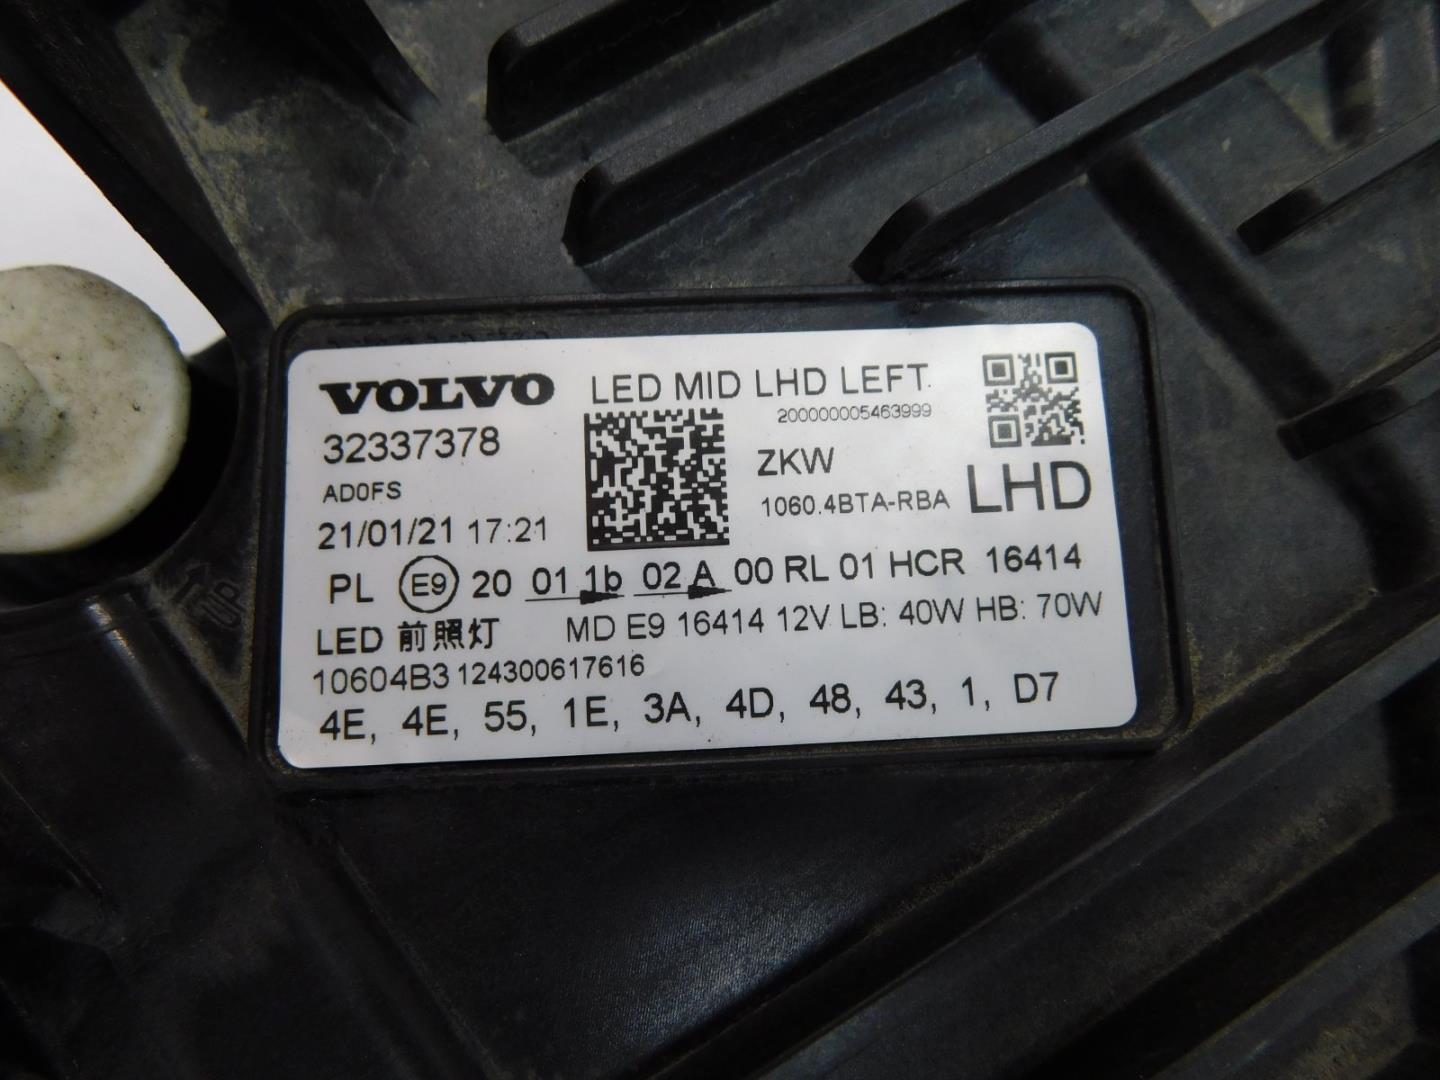 VOLVO LED MID LHD LEFT
200000005463999
32337378
ZKW
AD0FS
1060.4BTA-RBA LHD
21/01/21 17:21
PL E9 20 01 1b 02 A 00 RL 01 HCR 16414
LED 前照灯 MD E9 16414 12V LB: 40W HB: 70W
10604B3 124300617616
4E, 4E, 55, 1E, 3A, 4D, 48, 43, 1, D7
UP